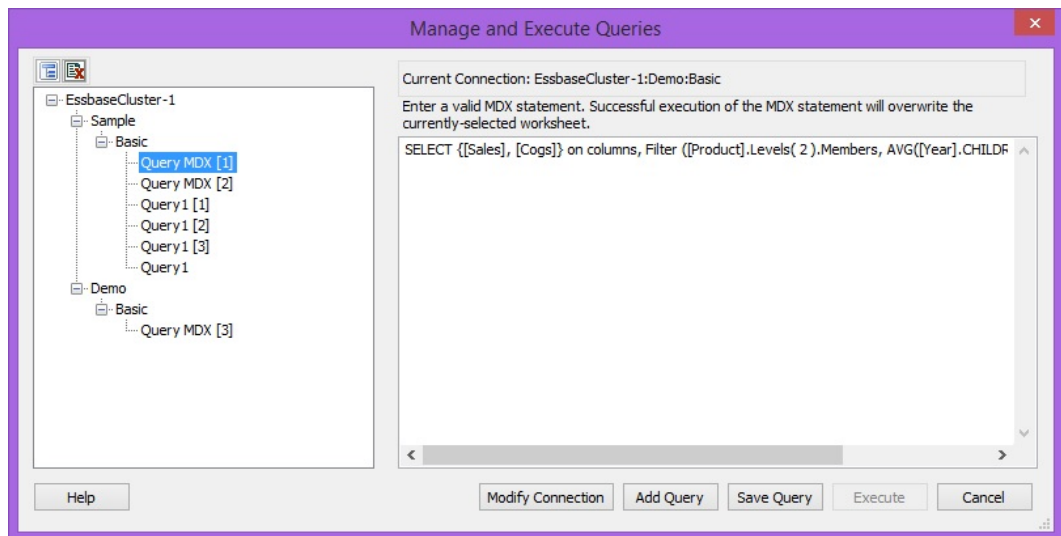 Manage and Execute Queries
EssbaseCluster-1
Sample
Basic
Query MDX [1]
Query MDX [2]
Query1 [1]
Query1 [2]
Query1 [3]
Query1
Demo
Basic
Query MDX [3]
Current Connection: EssbaseCluster-1:Demo:Basic
Enter a valid MDX statement. Successful execution of the MDX statement will overwrite the
currently-selected worksheet.
SELECT {[Sales], [Cogs]} on columns, Filter ([Product].Levels( 2 ).Members, AVG([Year].CHILDR
Help
Modify Connection
Add Query
Save Query
Execute
Cancel